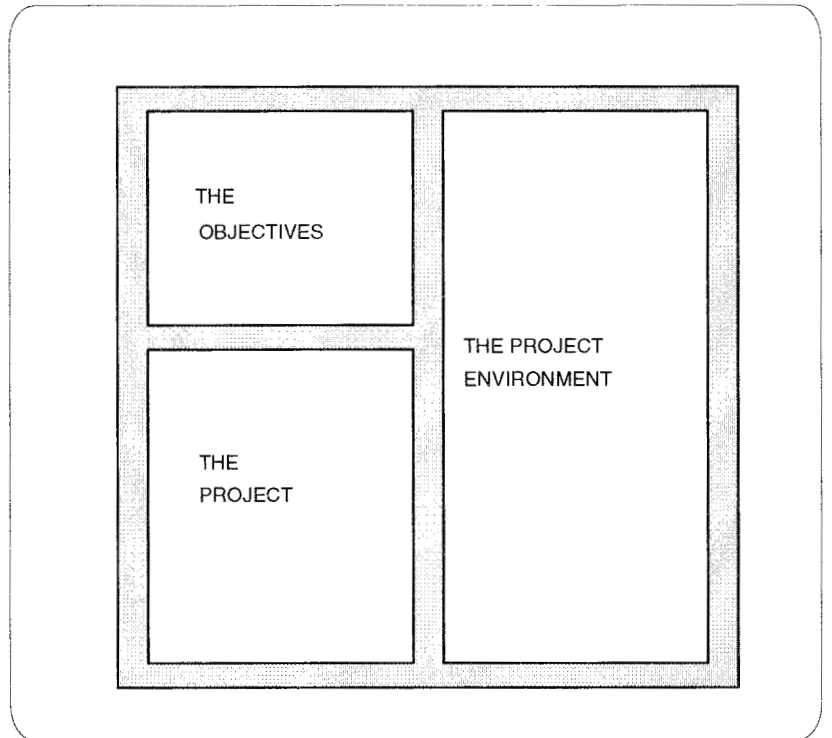 THE
OBJECTIVES
THE
PROJECT
THE PROJECT
ENVIRONMENT